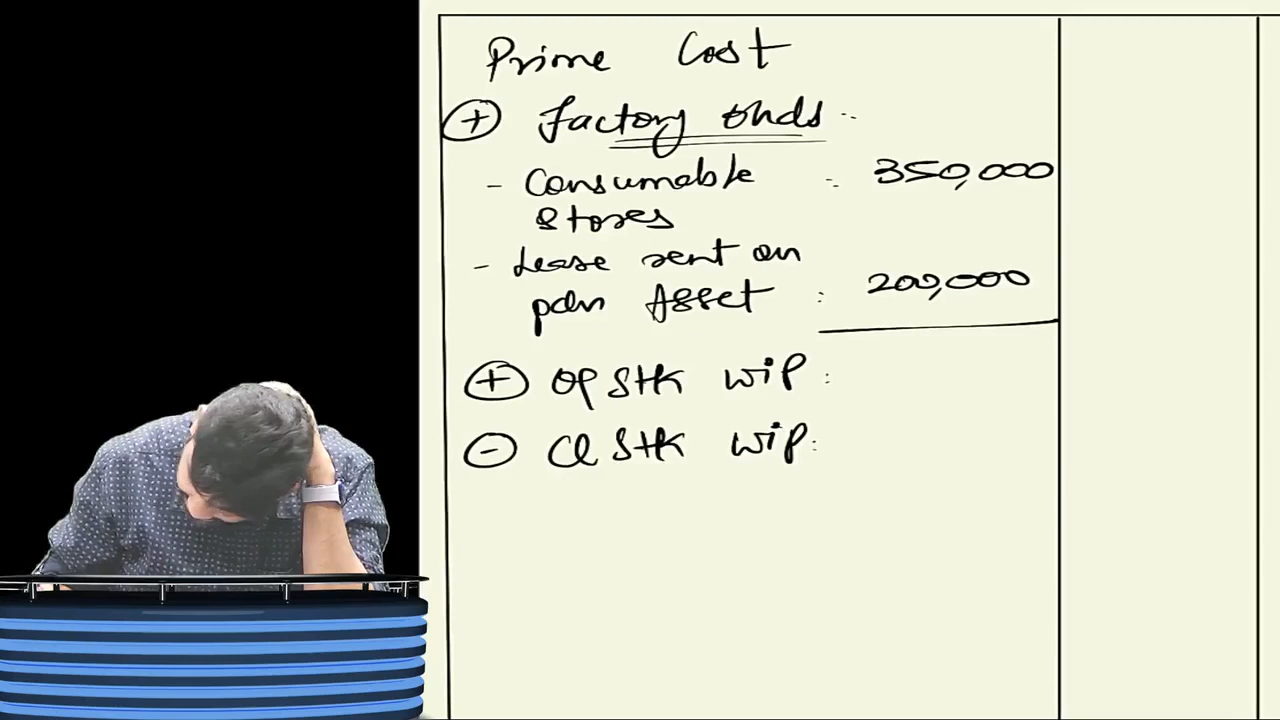 Prime Cost
(+) factory Ohds :-
- Consumable :- 350,000
Stores
- Lease rent on
pdn Asset : 200,000
(+) Op Stk WIP :
(-) Cl Stk WIP :